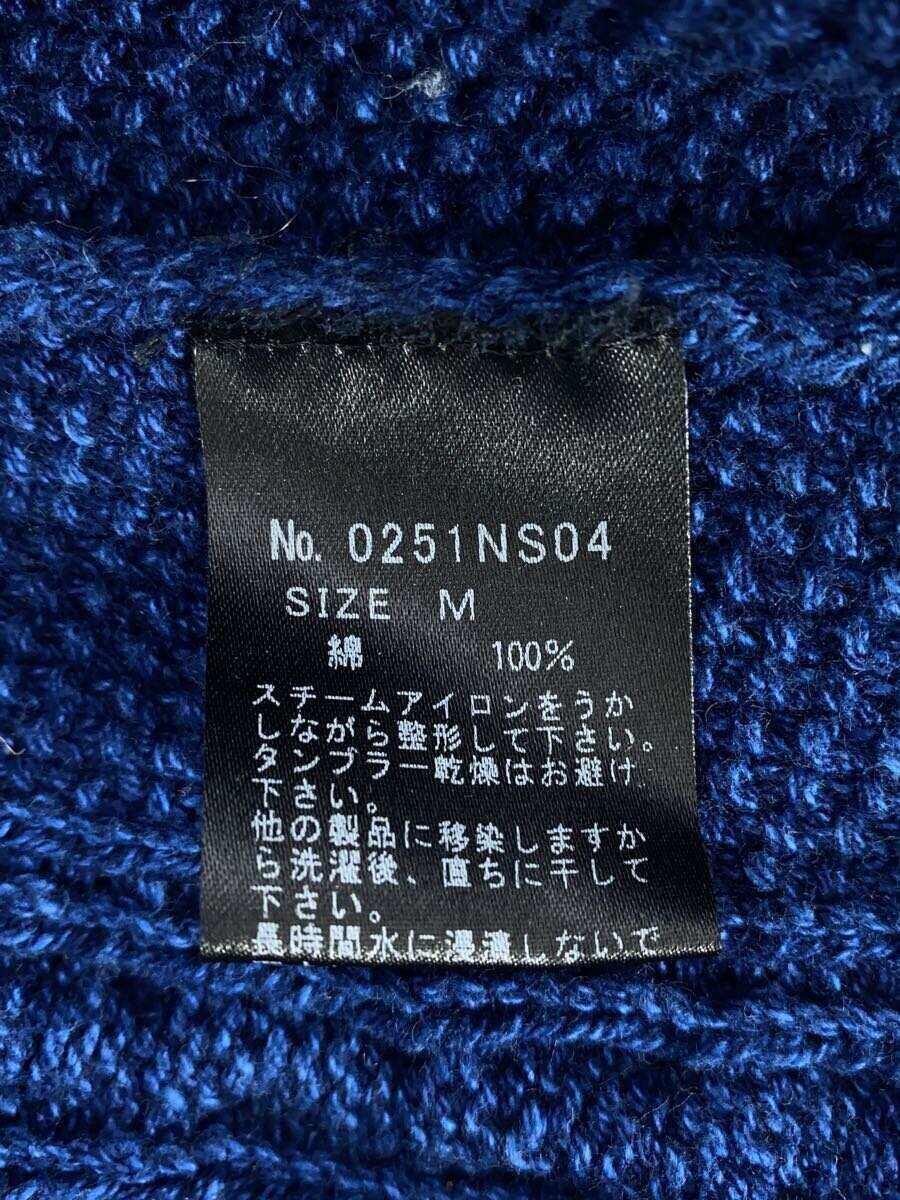 No. 0251NS04
SIZE M
綿 100%
スチームアイロンをうか
しながら整形して下さい。
タンブラー乾燥はお避け
下さい。
他の製品に移染しますか
ら洗濯後、直ちに干して
下さい。
長時間水に浸漬しないで